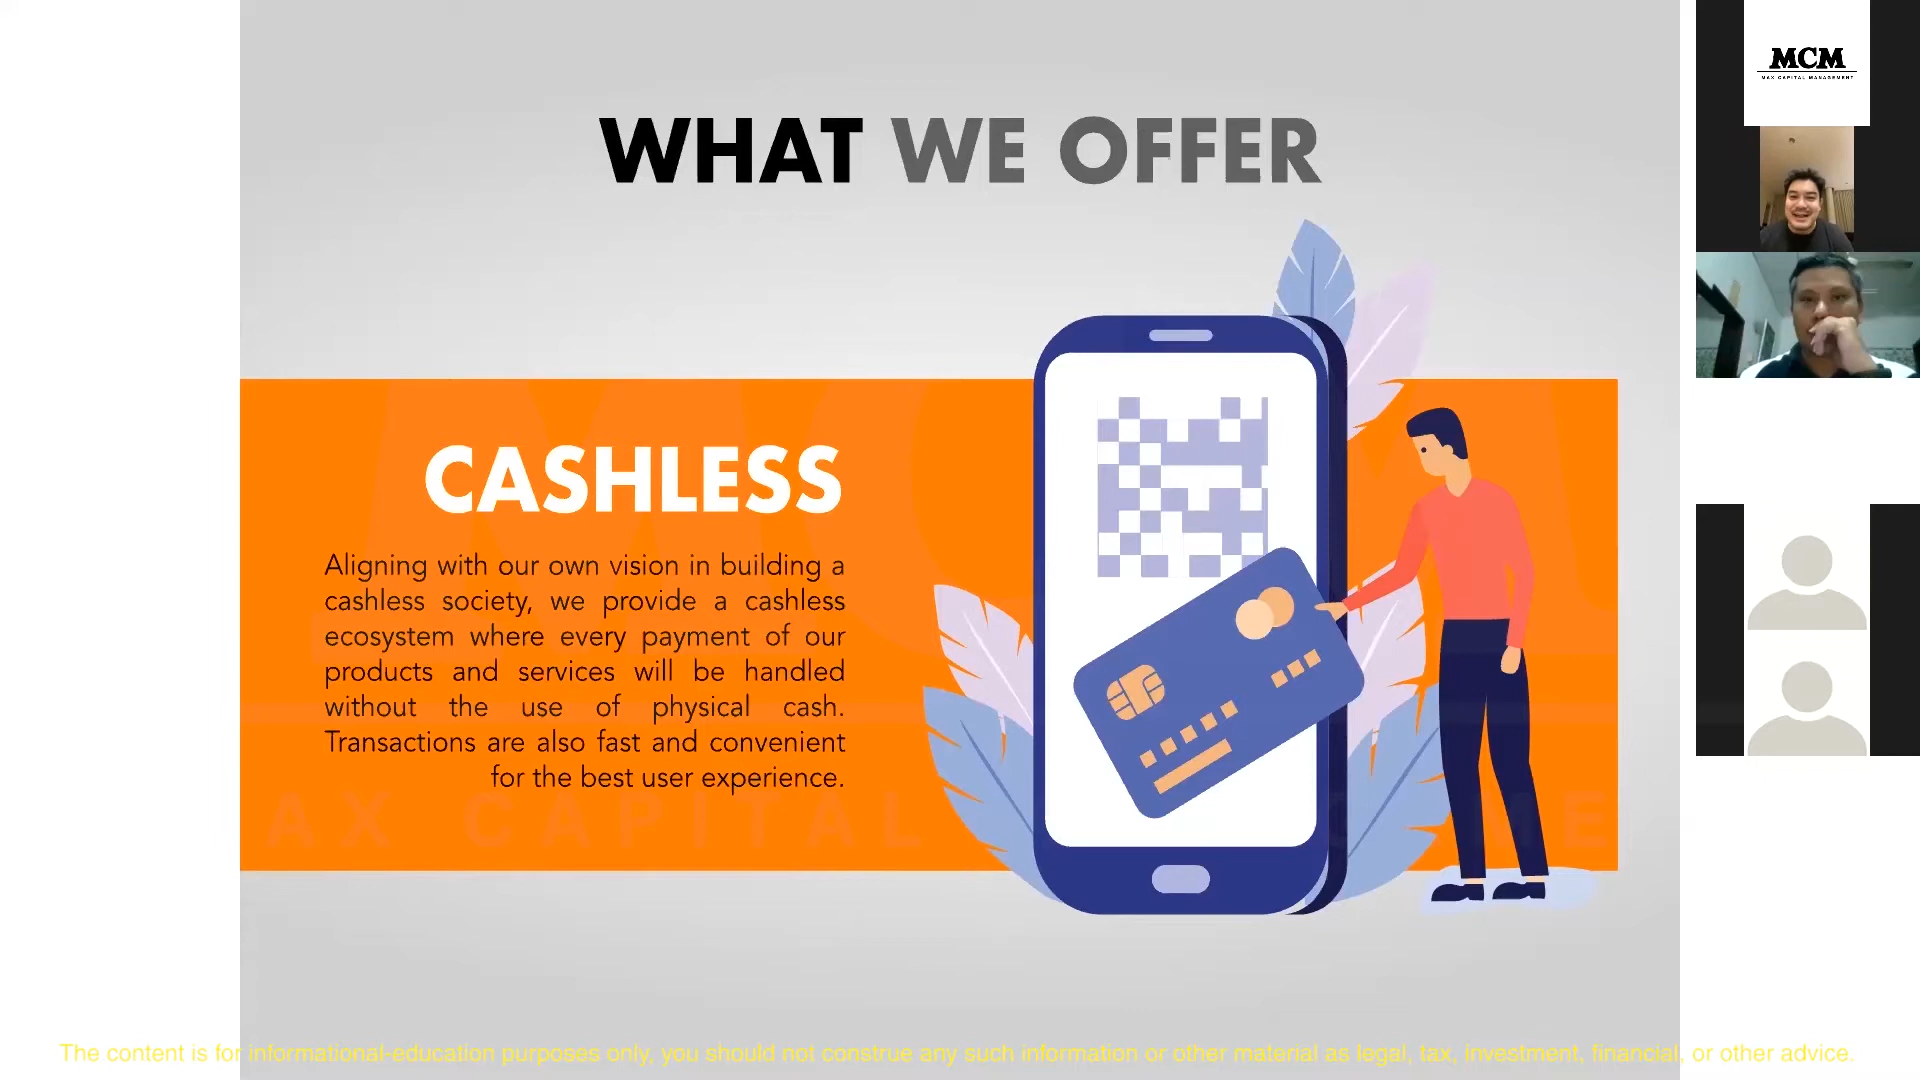 MCM
MAX CAPITAL MANAGEMENT
WHAT WE OFFER
CASHLESS
Aligning with our own vision in building a
cashless society, we provide a cashless
ecosystem where every payment of our
products and services will be handled
without the use of physical cash.
Transactions are also fast and convenient
for the best user experience.
AX CAPITAL
The content is for informational-education purposes only, you should not construe any such information or other material as legal, tax, investment, financial, or other advice.